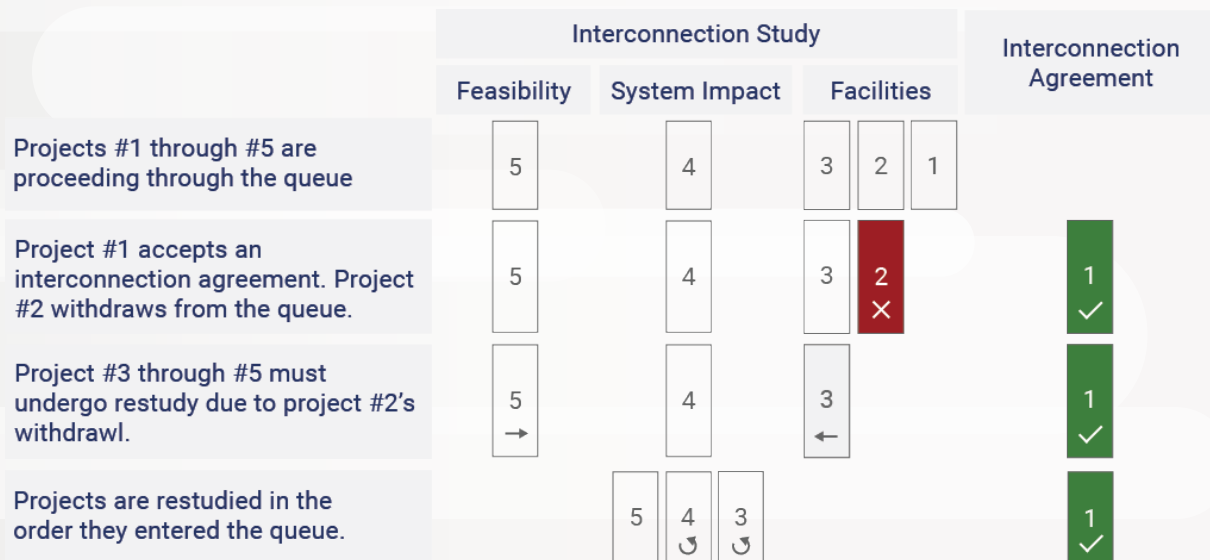 Interconnection Study
Interconnection
Agreement
Feasibility
System Impact
Facilities
Projects #1 through #5 are
proceeding through the queue
5
4
3
2
1
Project #1 accepts an
interconnection agreement. Project
#2 withdraws from the queue.
5
4
3
2
1
Project #3 through #5 must
undergo restudy due to project #2’s
withdrawl.
5
4
3
1
Projects are restudied in the
order they entered the queue.
5
4
3
1